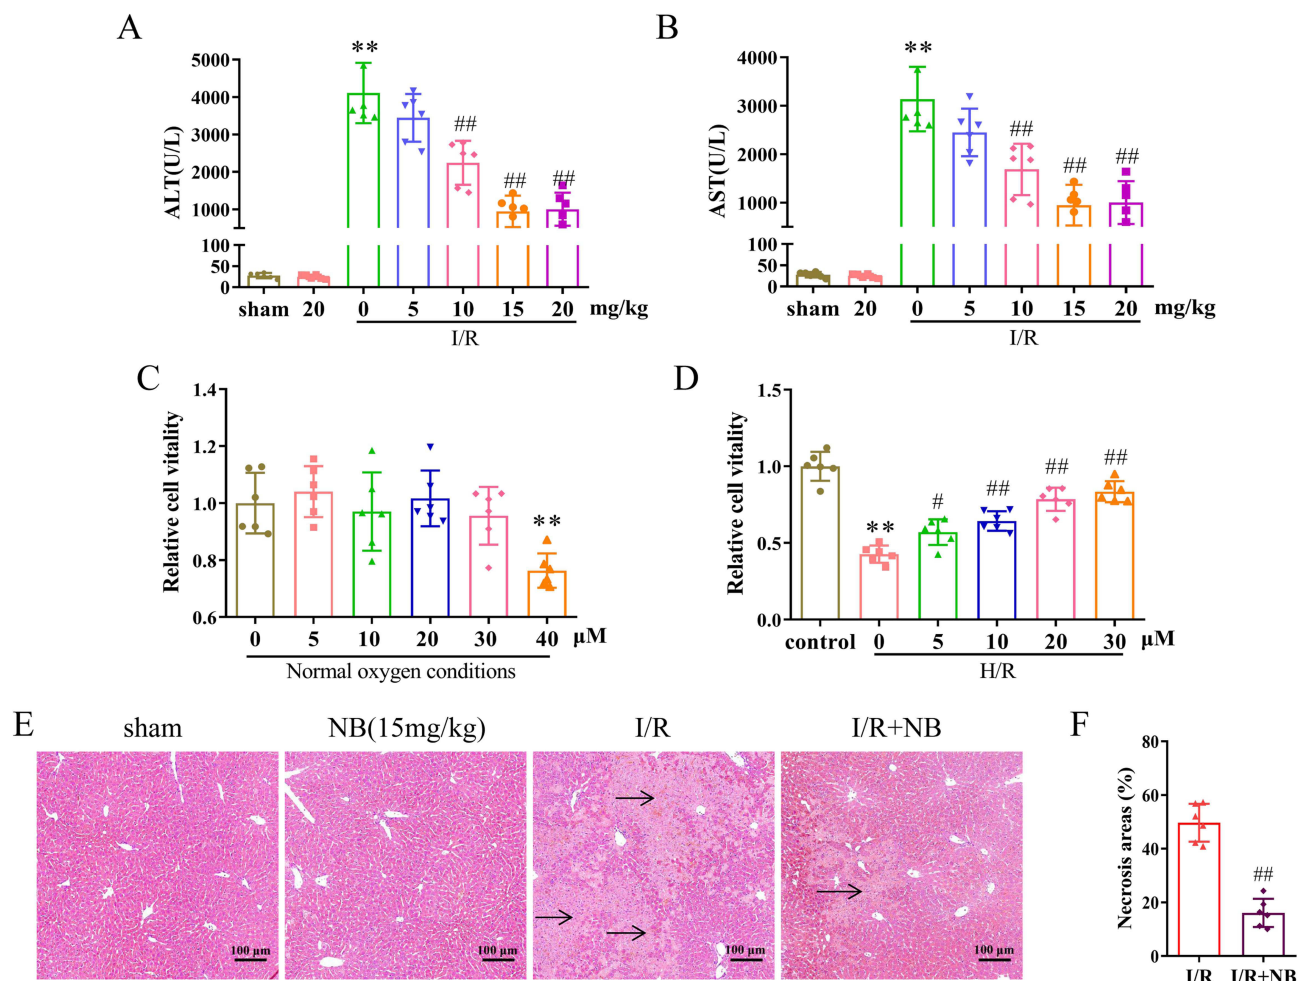 A
ALT(U/L)
5000
4000
3000
2000
1000
100
50
0
**
##
##
##
sham 20 0 5 10 15 20 mg/kg
I/R
B
AST(U/L)
4000
3000
2000
1000
100
50
0
**
##
##
##
sham 20 0 5 10 15 20 mg/kg
I/R
C
Relative cell vitality
1.4
1.2
1.0
0.8
0.6
**
0 5 10 20 30 40 μM
Normal oxygen conditions
D
Relative cell vitality
1.5
1.0
0.5
0.0
**
#
##
##
##
control 0 5 10 20 30 μM
H/R
E
sham
NB(15mg/kg)
I/R
I/R+NB
100 μm
100 μm
100 μm
100 μm
F
Necrosis areas (%)
80
60
40
20
0
##
I/R I/R+NB